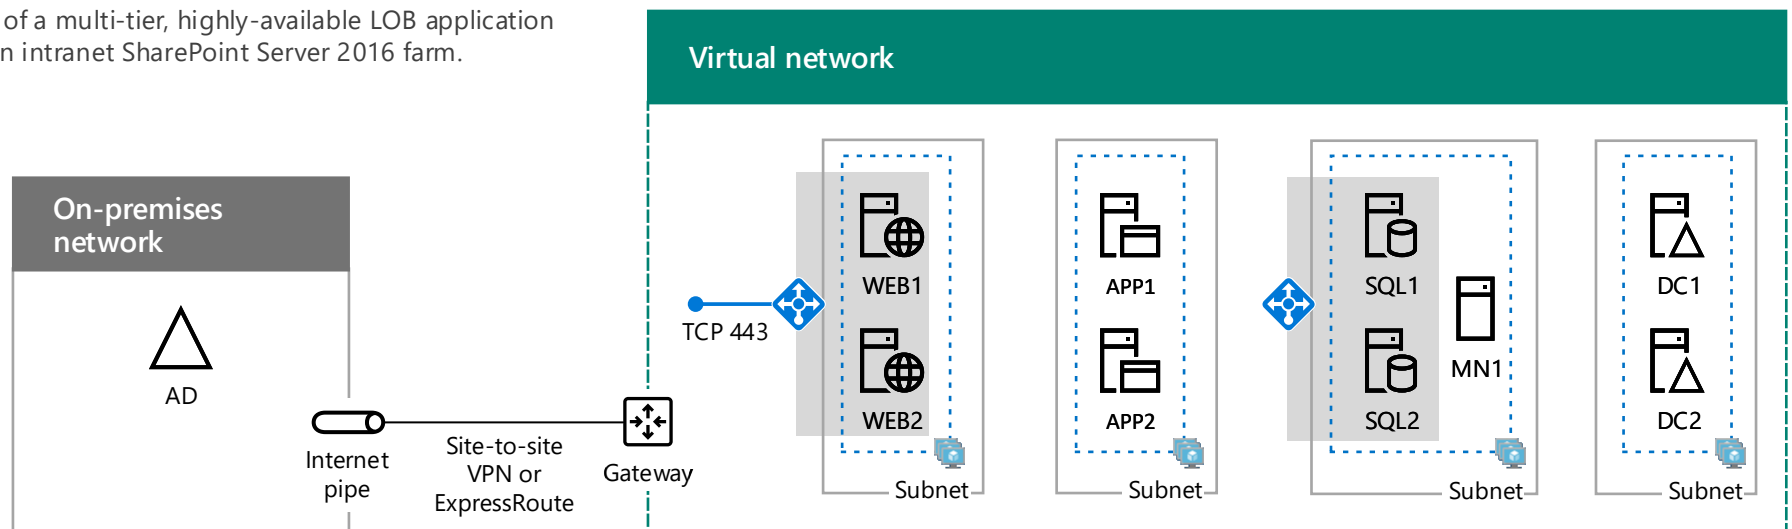 of a multi-tier, highly-available LOB application
n intranet SharePoint Server 2016 farm.
Virtual network
On-premises
network
AD
Internet
pipe
Site-to-site
VPN or
ExpressRoute
Gateway
TCP 443
WEB1
WEB2
Subnet
APP1
APP2
Subnet
SQL1
SQL2
MN1
Subnet
DC1
DC2
Subnet